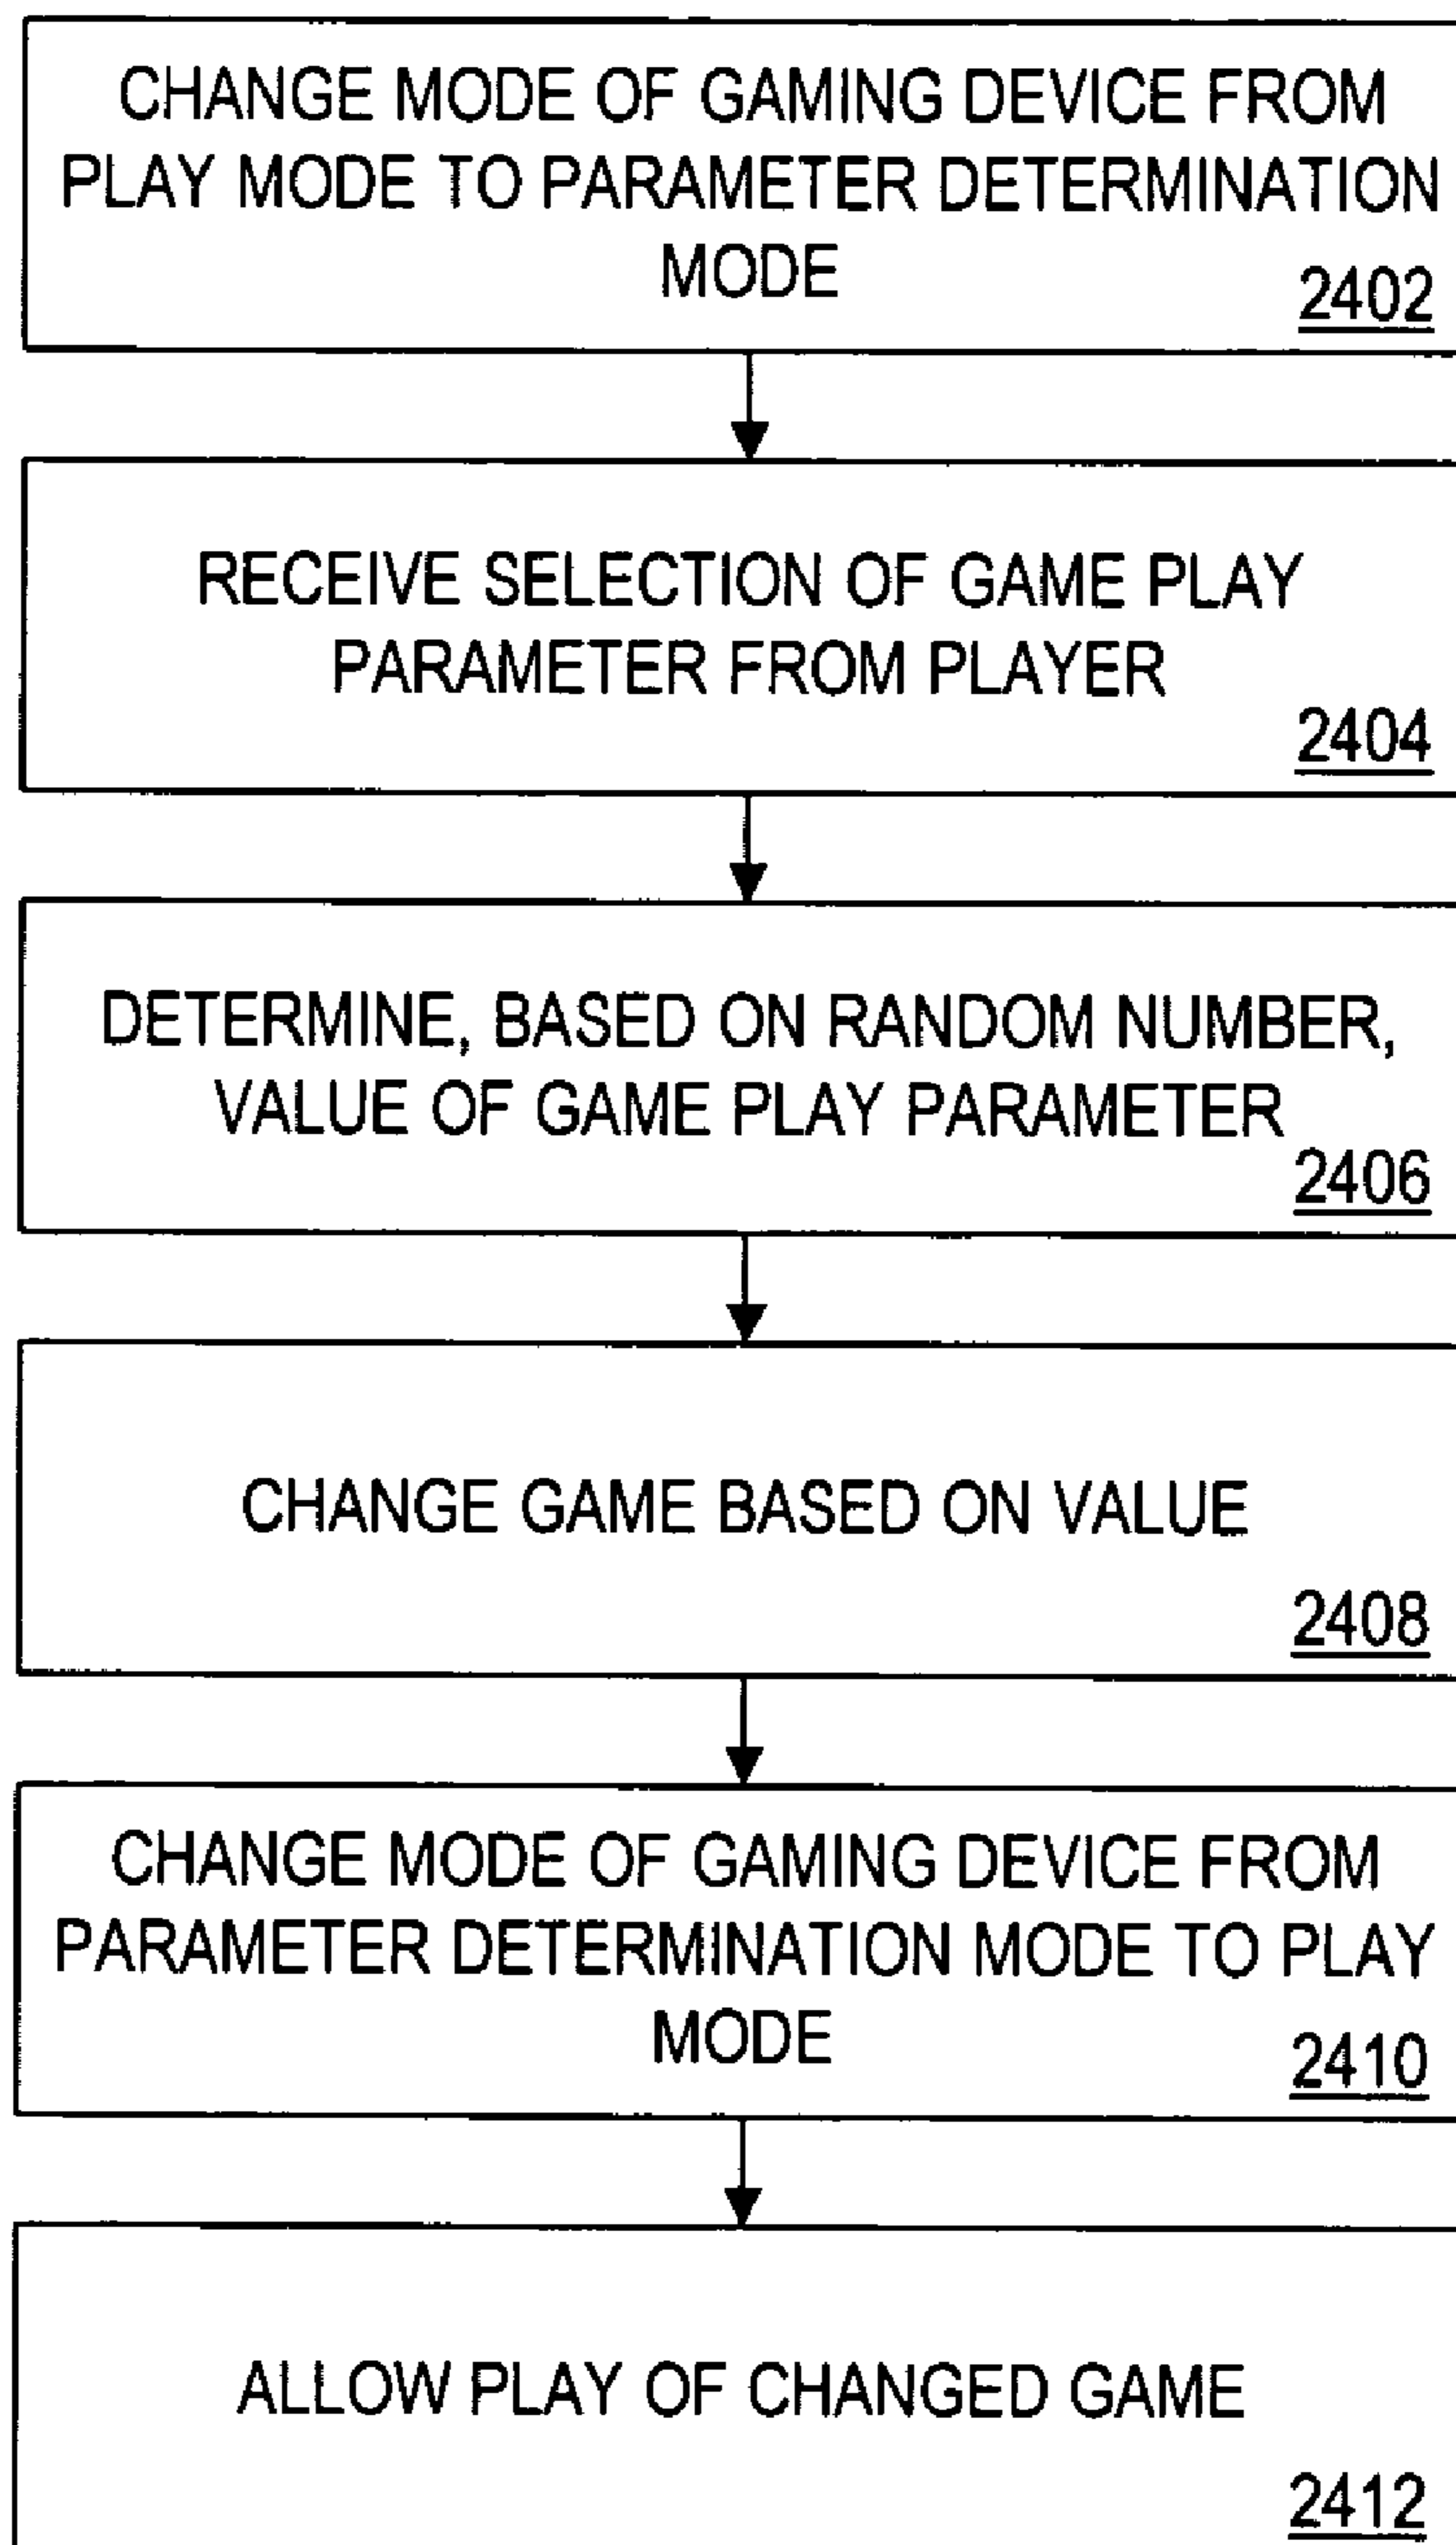 CHANGE MODE OF GAMING DEVICE FROM
PLAY MODE TO PARAMETER DETERMINATION
MODE
2402
RECEIVE SELECTION OF GAME PLAY
PARAMETER FROM PLAYER
2404
DETERMINE, BASED ON RANDOM NUMBER,
VALUE OF GAME PLAY PARAMETER
2406
CHANGE GAME BASED ON VALUE
2408
CHANGE MODE OF GAMING DEVICE FROM
PARAMETER DETERMINATION MODE TO PLAY
MODE
2410
ALLOW PLAY OF CHANGED GAME
2412